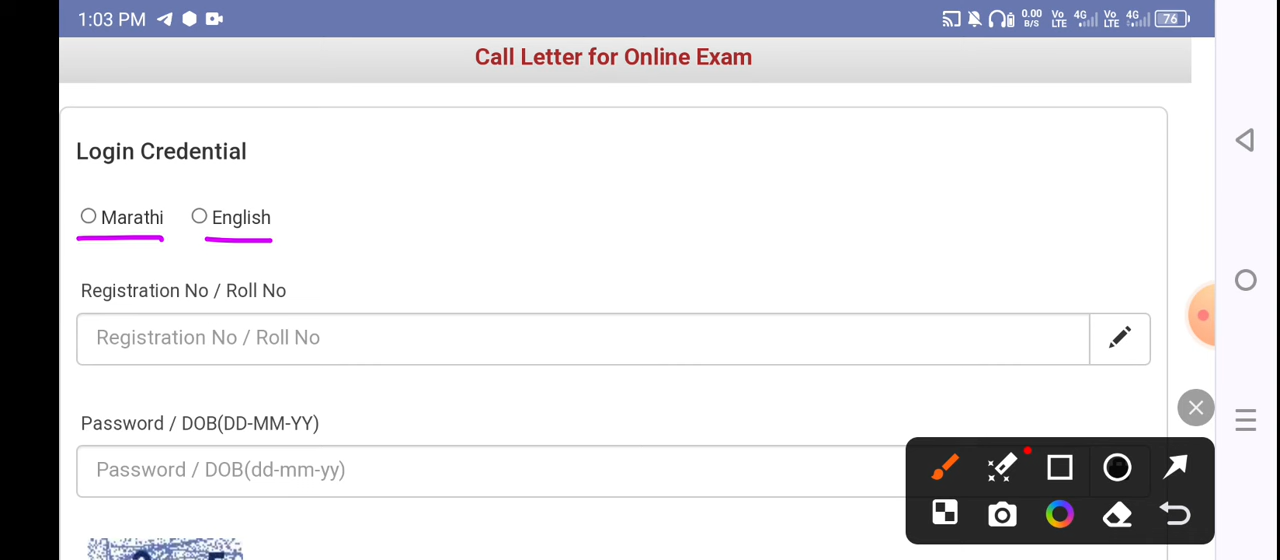 1:03 PM 0.00 B/S Vo LTE 4G Vo LTE 4G 76
Call Letter for Online Exam
Login Credential
Marathi English
Registration No / Roll No
Registration No / Roll No
Password / DOB(DD-MM-YY)
Password / DOB(dd-mm-yy)